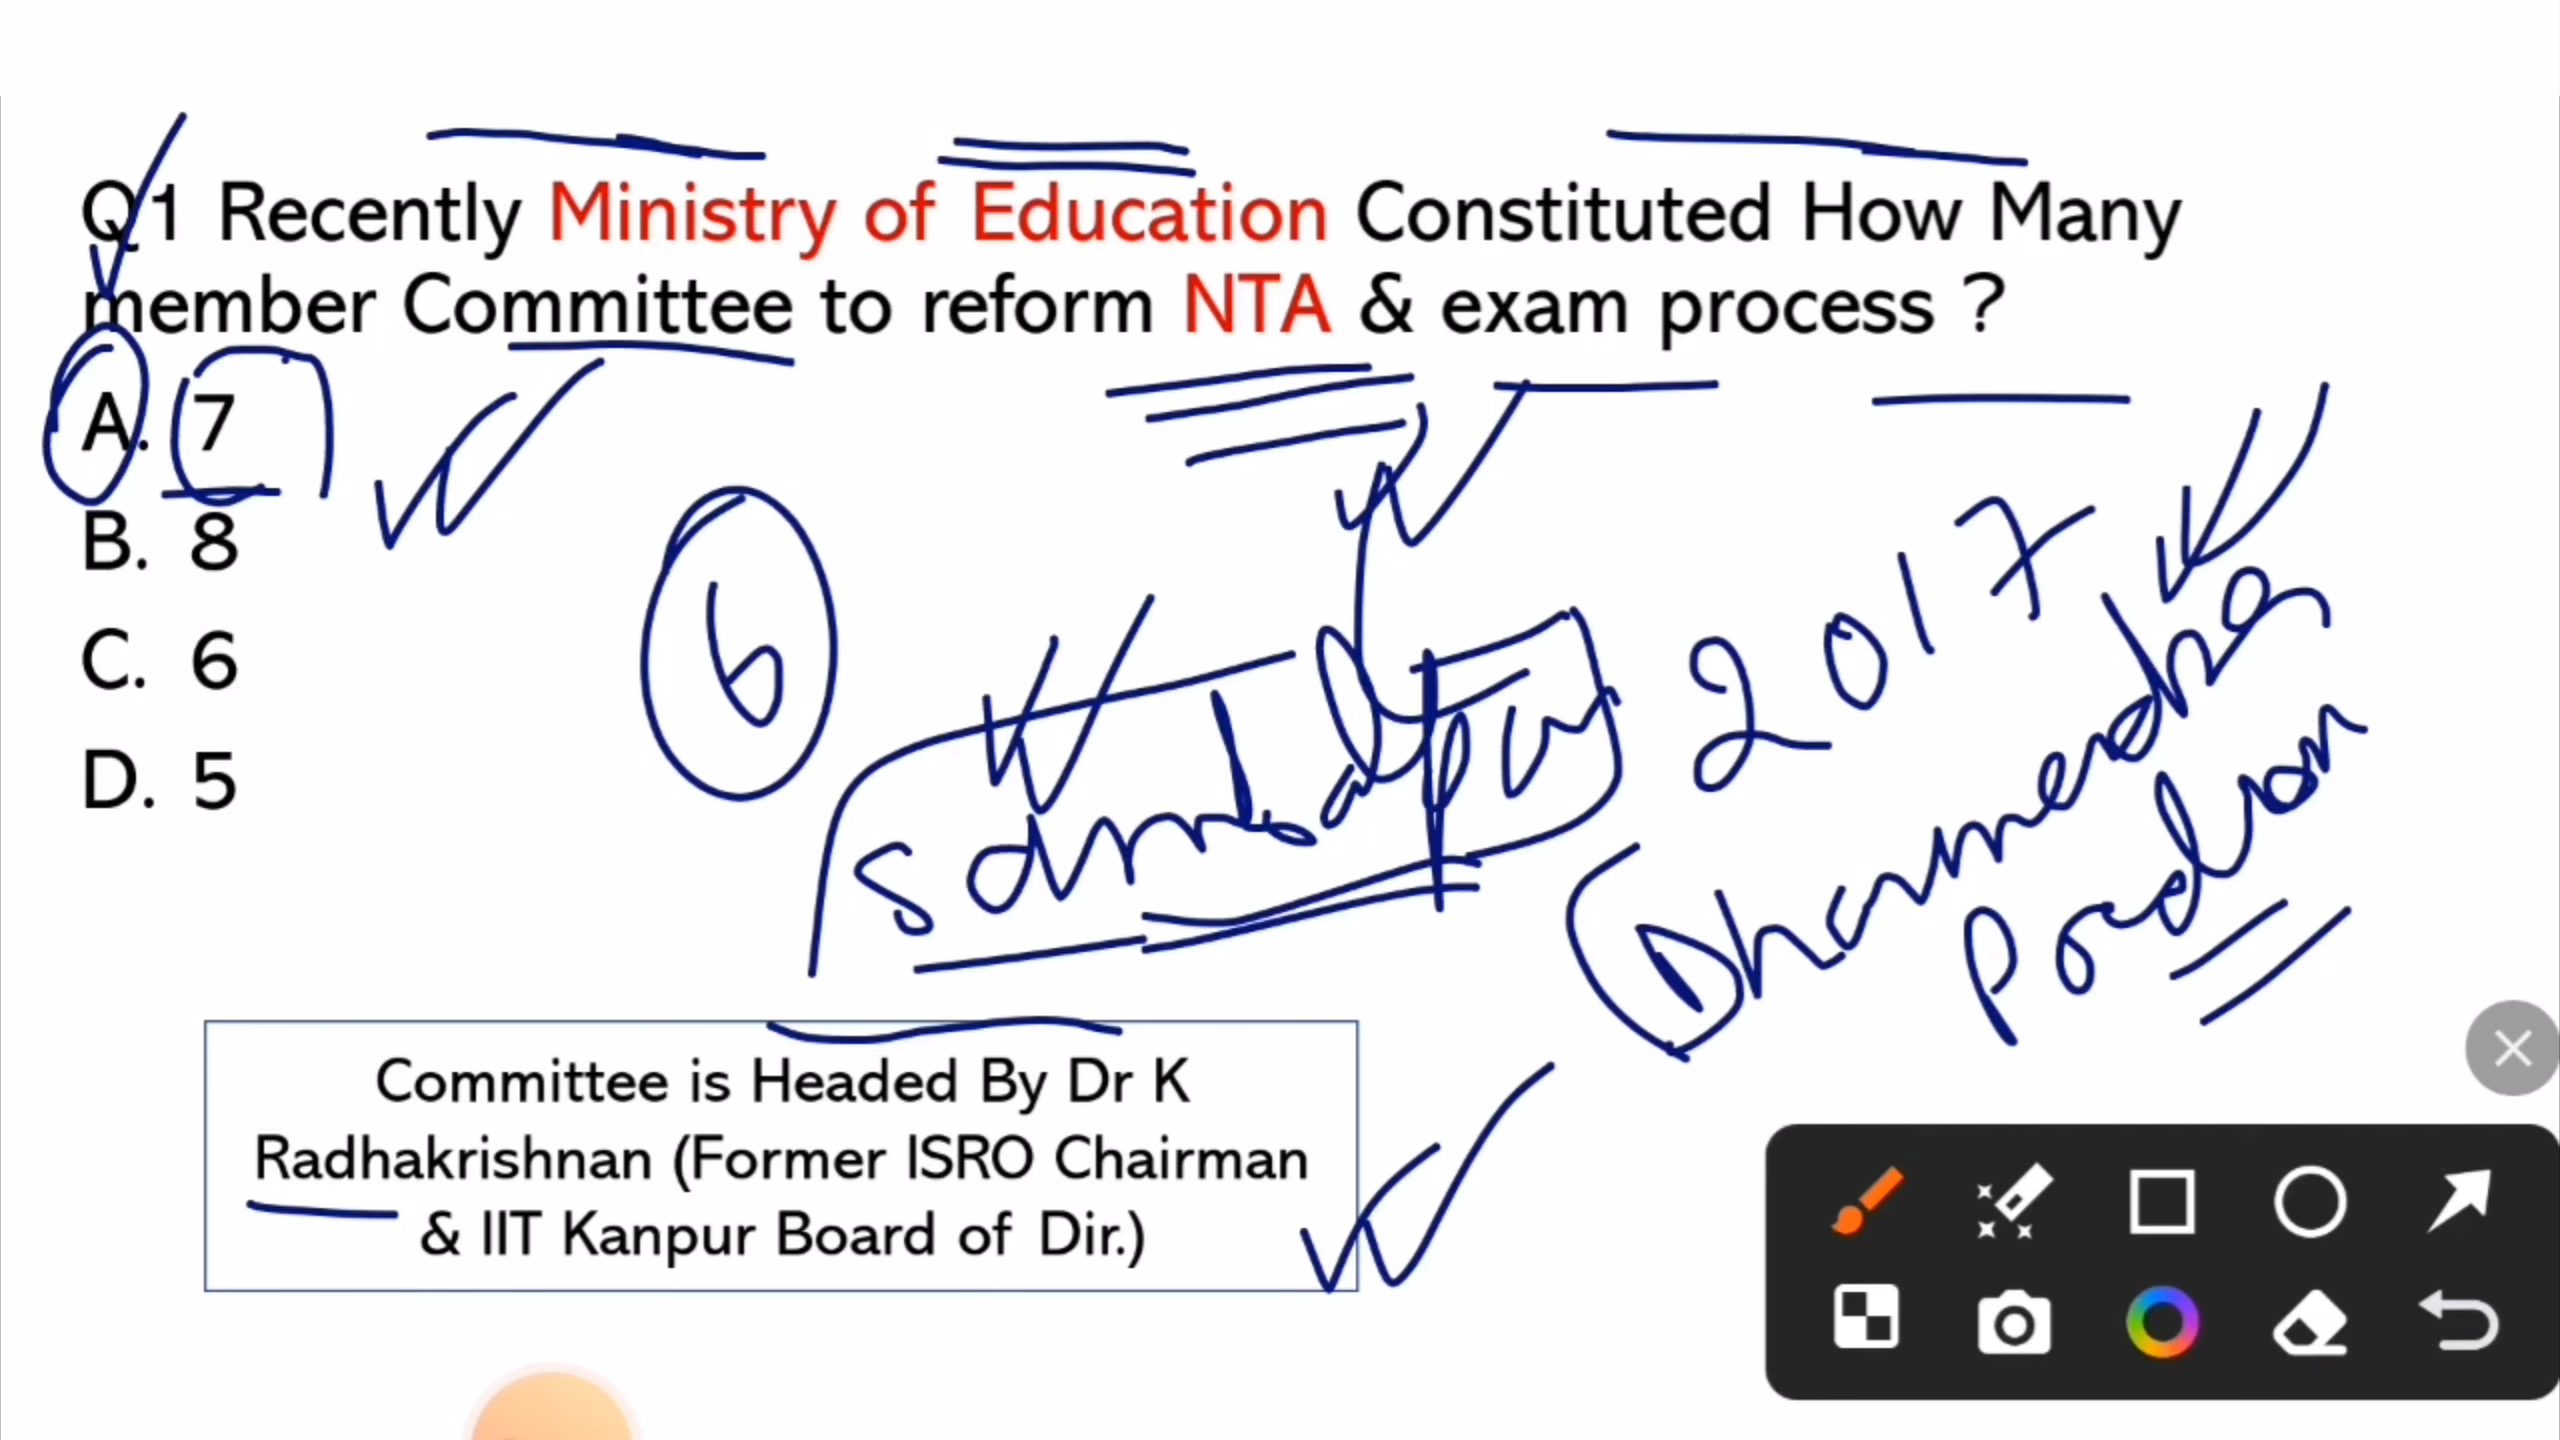 Q1 Recently Ministry of Education Constituted How Many
member Committee to reform NTA & exam process ?
A. 7
B. 8
C. 6
D. 5
6
2017
Dharmendra
Pradhan
Committee is Headed By Dr K
Radhakrishnan (Former ISRO Chairman
& IIT Kanpur Board of Dir.)